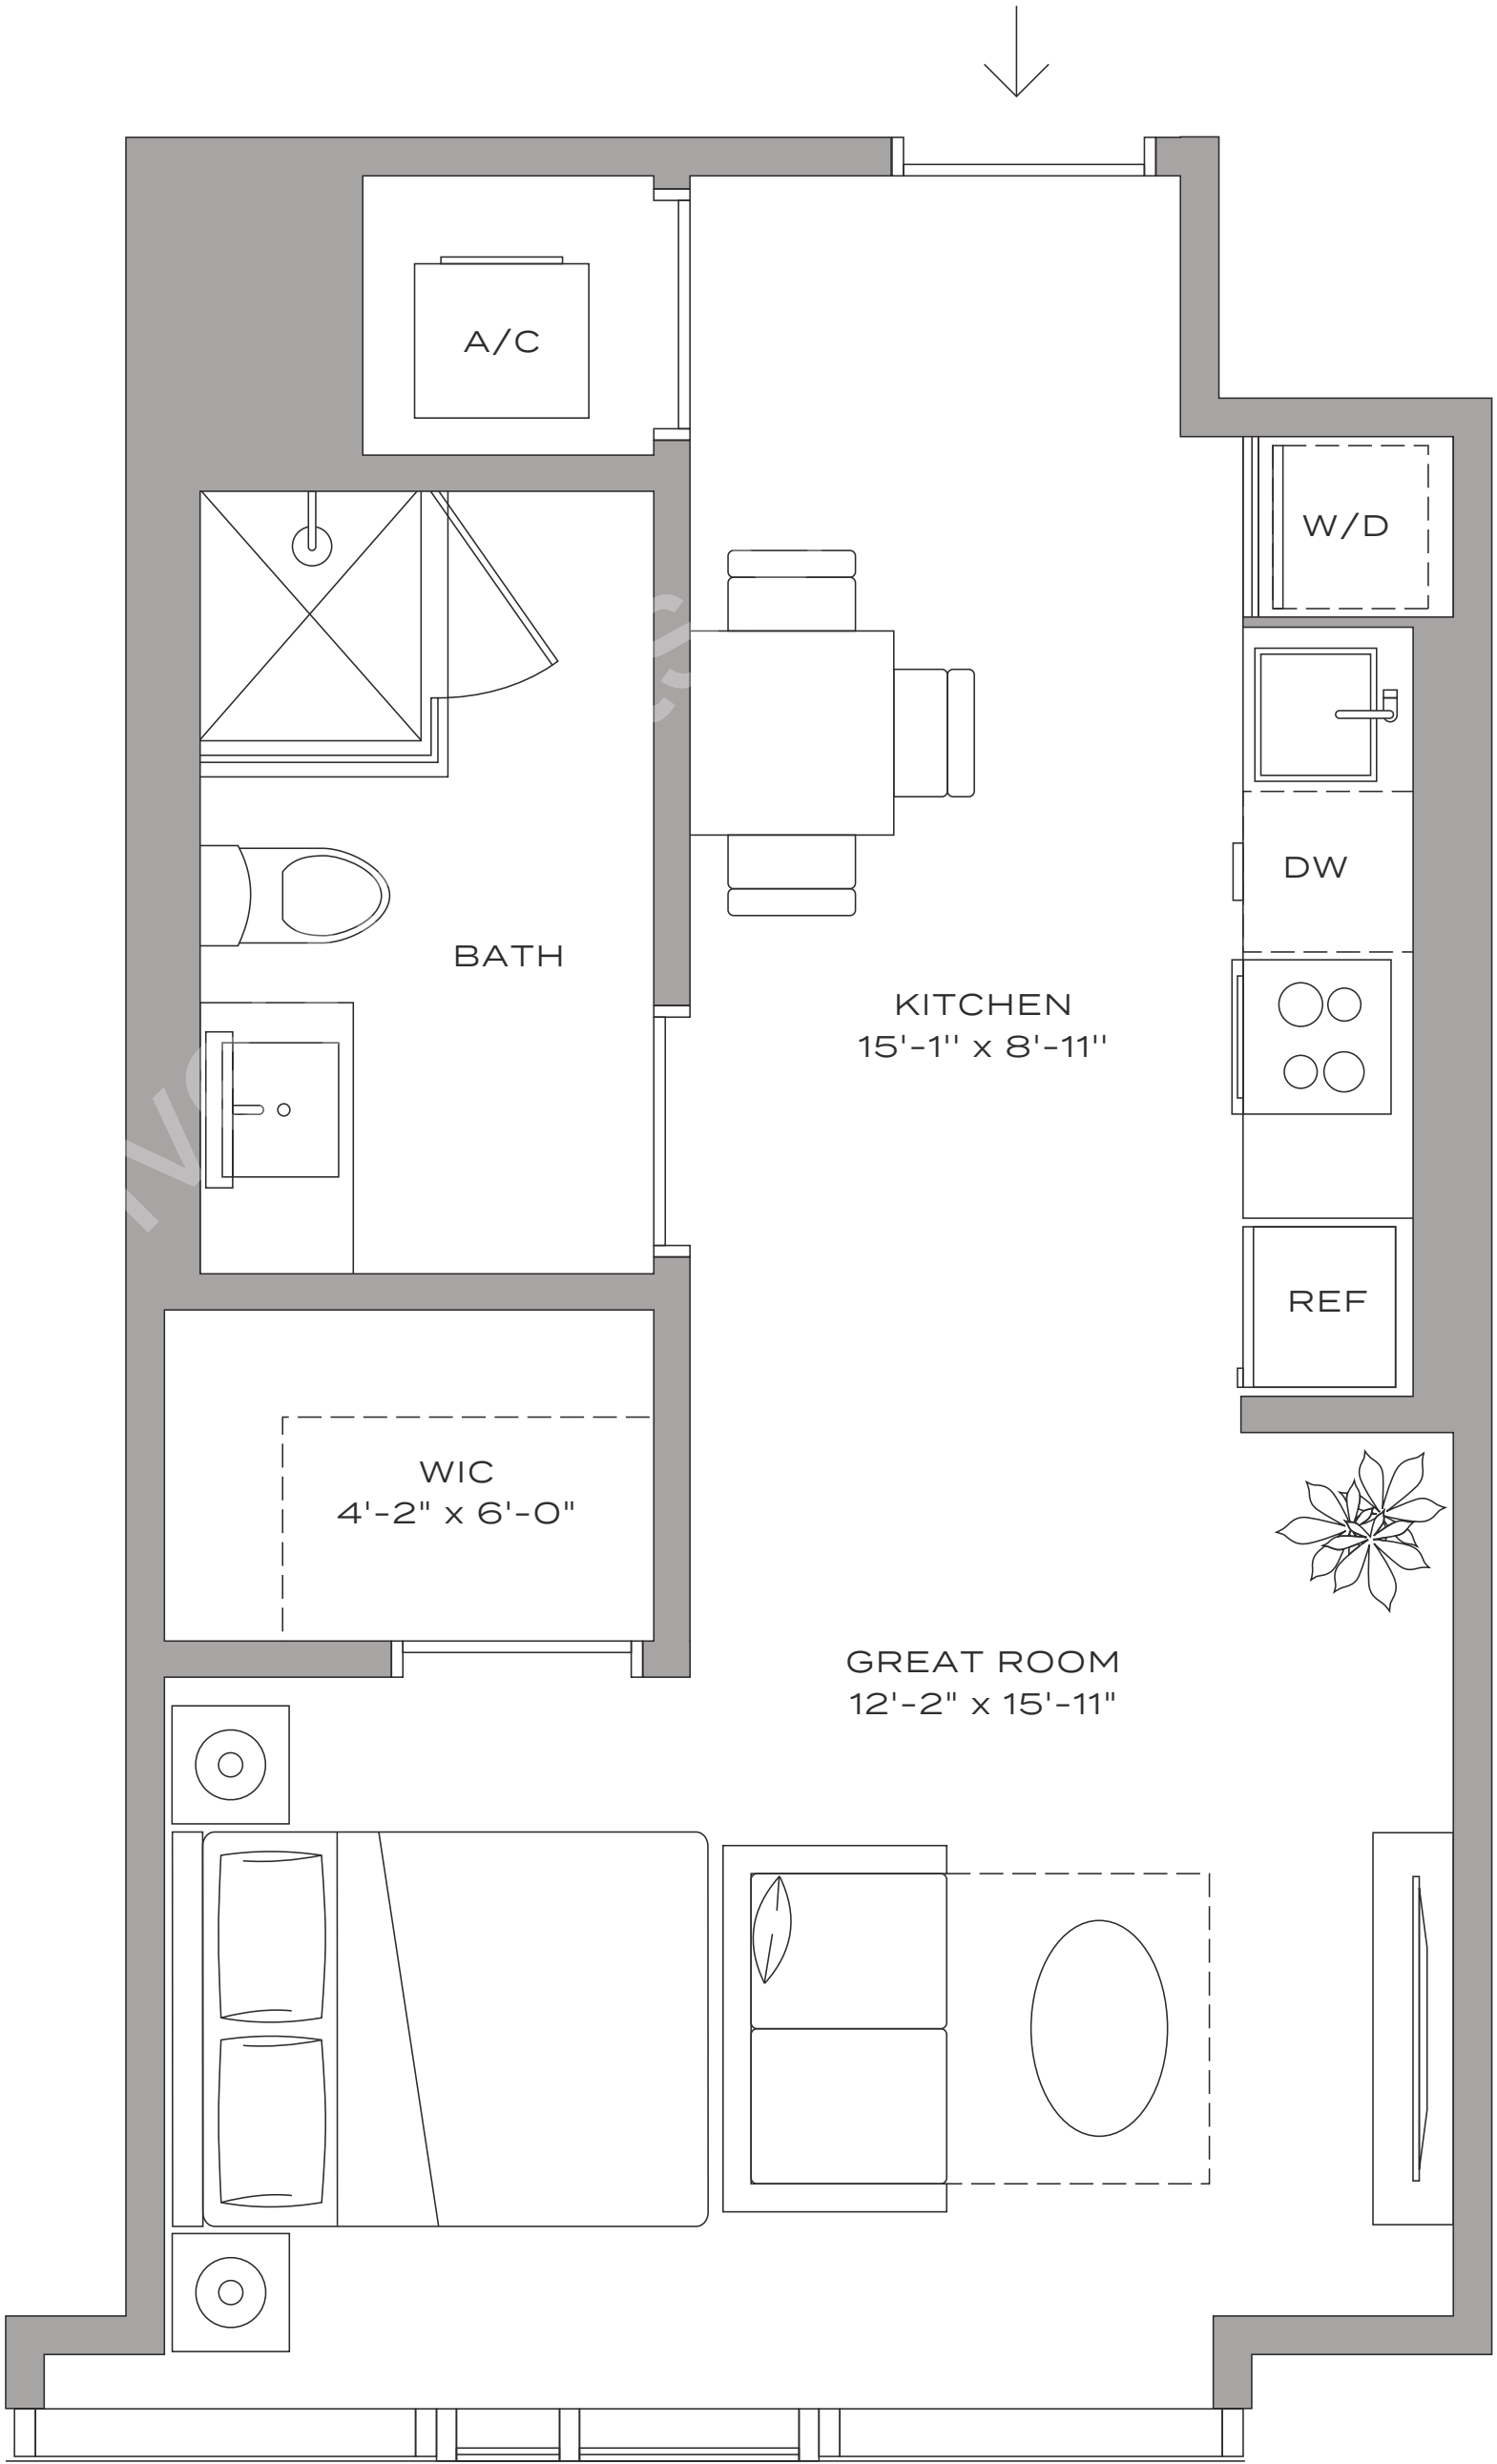 A/C
W/D
DW
BATH
KITCHEN
15'-1'' x 8'-11''
REF
WIC
4'-2" x 6'-0"
GREAT ROOM
12'-2" x 15'-11"